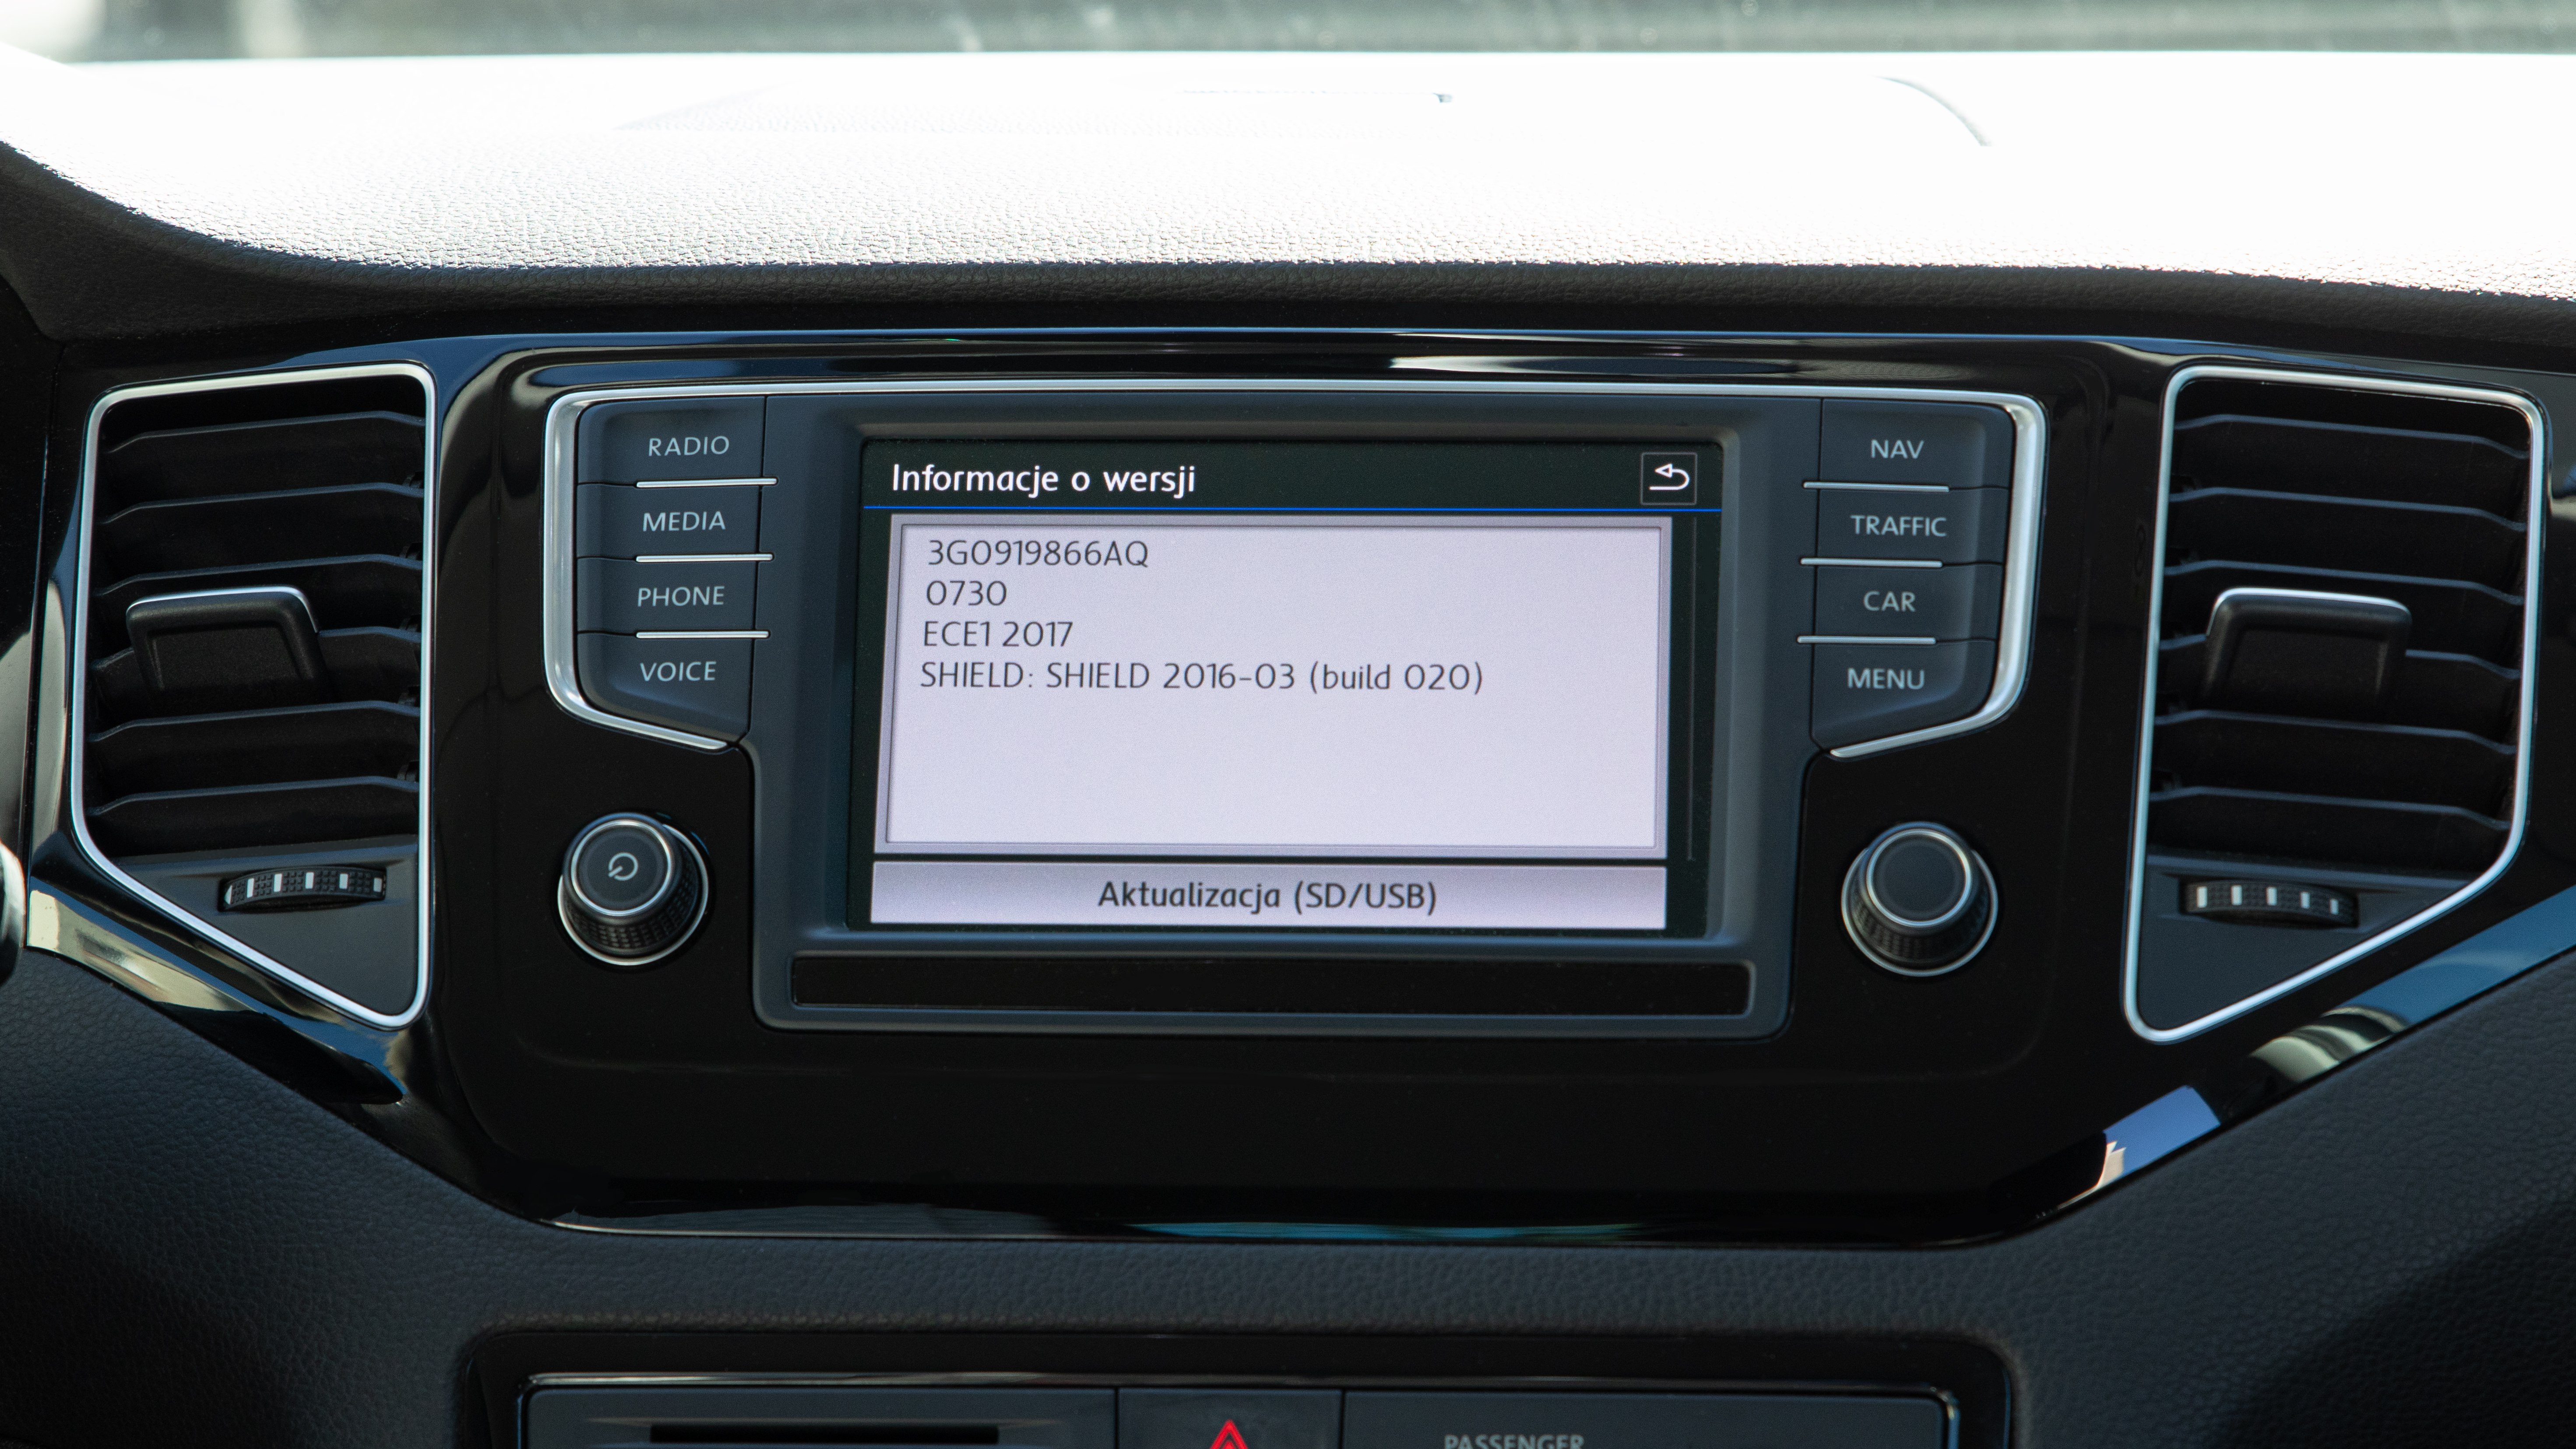 RADIO
MEDIA
PHONE
VOICE
Informacje o wersji
3G0919866AQ
0730
ECE1 2017
SHIELD: SHIELD 2016-03 (build 020)
Aktualizacja (SD/USB)
NAV
TRAFFIC
CAR
MENU
PASSENGER